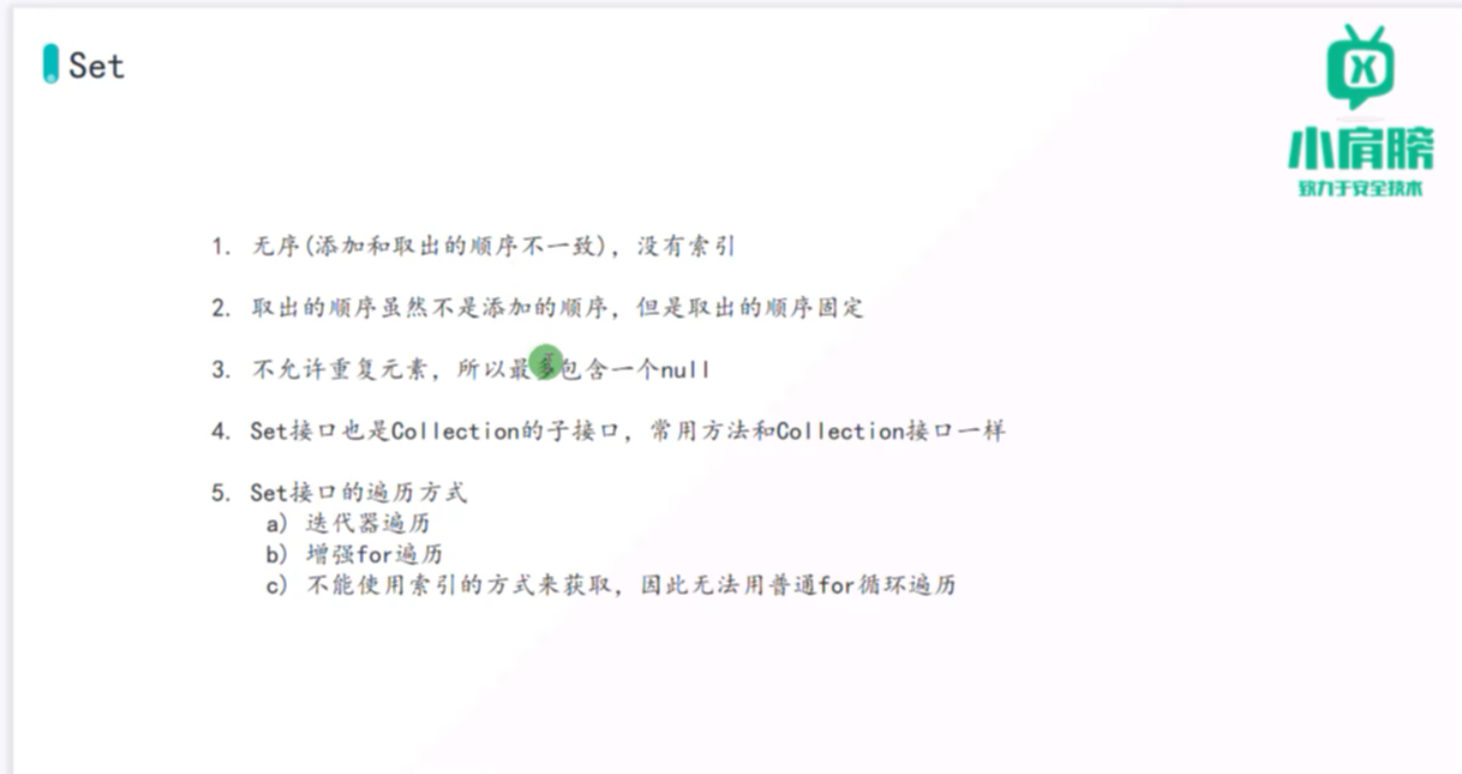 Set
小肩膀
致力于安全技术
1. 无序(添加和取出的顺序不一致)，没有索引
2. 取出的顺序虽然不是添加的顺序，但是取出的顺序固定
3. 不允许重复元素，所以最多包含一个null
4. Set接口也是Collection的子接口，常用方法和Collection接口一样
5. Set接口的遍历方式
a) 迭代器遍历
b) 增强for遍历
c) 不能使用索引的方式来获取，因此无法用普通for循环遍历